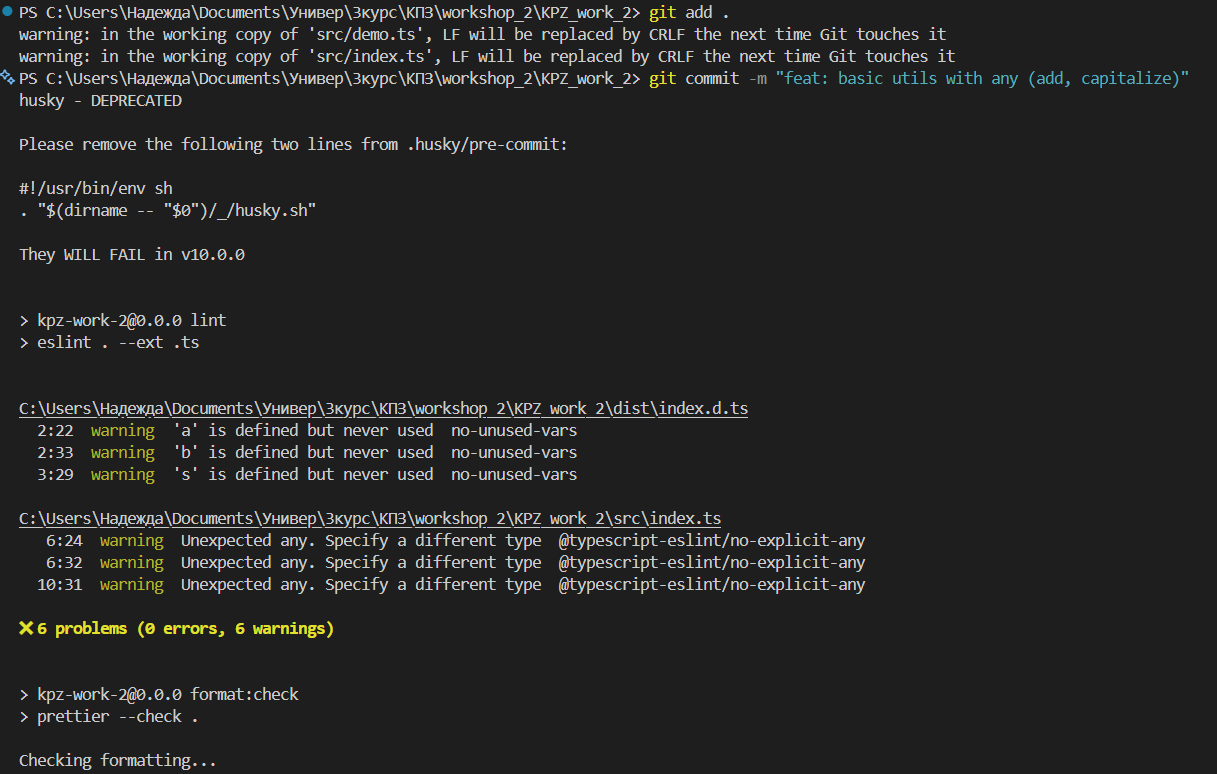 PS C:\Users\Надежда\Documents\Универ\3курс\КПЗ\workshop_2\KPZ_work_2> git add .
warning: in the working copy of 'src/demo.ts', LF will be replaced by CRLF the next time Git touches it
warning: in the working copy of 'src/index.ts', LF will be replaced by CRLF the next time Git touches it
PS C:\Users\Надежда\Documents\Универ\3курс\КПЗ\workshop_2\KPZ_work_2> git commit -m "feat: basic utils with any (add, capitalize)"
husky - DEPRECATED
Please remove the following two lines from .husky/pre-commit:
#!/usr/bin/env sh
. "$(dirname -- "$0")/_/husky.sh"
They WILL FAIL in v10.0.0
> kpz-work-2@0.0.0 lint
> eslint . --ext .ts
C:\Users\Надежда\Documents\Универ\3курс\КПЗ\workshop_2\KPZ_work_2\dist\index.d.ts
2:22 warning 'a' is defined but never used no-unused-vars
2:33 warning 'b' is defined but never used no-unused-vars
3:29 warning 's' is defined but never used no-unused-vars
C:\Users\Надежда\Documents\Универ\3курс\КПЗ\workshop_2\KPZ_work_2\src\index.ts
6:24 warning Unexpected any. Specify a different type @typescript-eslint/no-explicit-any
6:32 warning Unexpected any. Specify a different type @typescript-eslint/no-explicit-any
10:31 warning Unexpected any. Specify a different type @typescript-eslint/no-explicit-any
✖ 6 problems (0 errors, 6 warnings)
> kpz-work-2@0.0.0 format:check
> prettier --check .
Checking formatting...